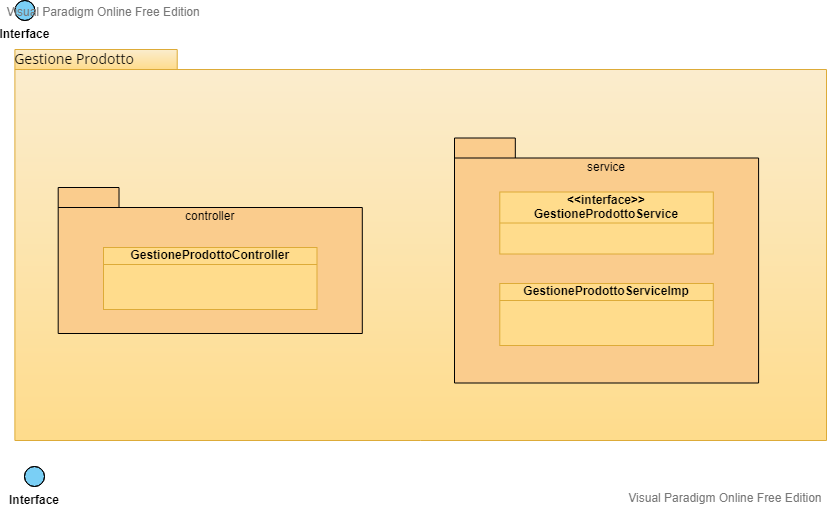 Visual Paradigm Online Free Edition
Interface
Gestione Prodotto
service
<<interface>>
GestioneProdottoService
controller
GestioneProdottoController
GestioneProdottoServiceImp
Interface
Visual Paradigm Online Free Edition